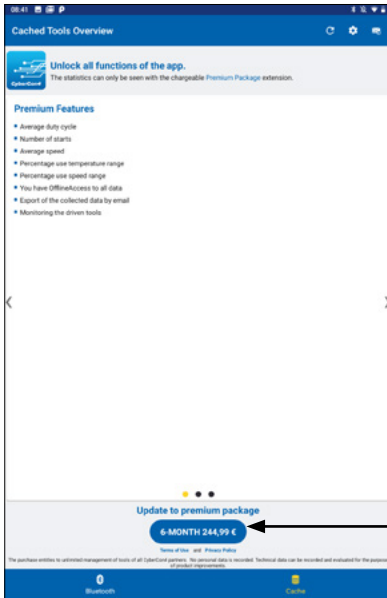 08:41
Cached Tools Overview
CyberCond
Unlock all functions of the app.
The statistics can only be seen with the chargeable Premium Package extension.
Premium Features
Average duty cycle
Number of starts
Average speed
Percentage use temperature range
Percentage use speed range
You have OfflineAccess to all data
Export of the collected data by email
Monitoring the driven tools
Update to premium package
6-MONTH 244,99 €
Terms of Use and Privacy Policy
The purchase entitles to unlimited management of tools of all CyberCond partners. No personal data is recorded. Technical data can be recorded and evaluated for the purpose
of product improvements.
Bluetooth
Cache